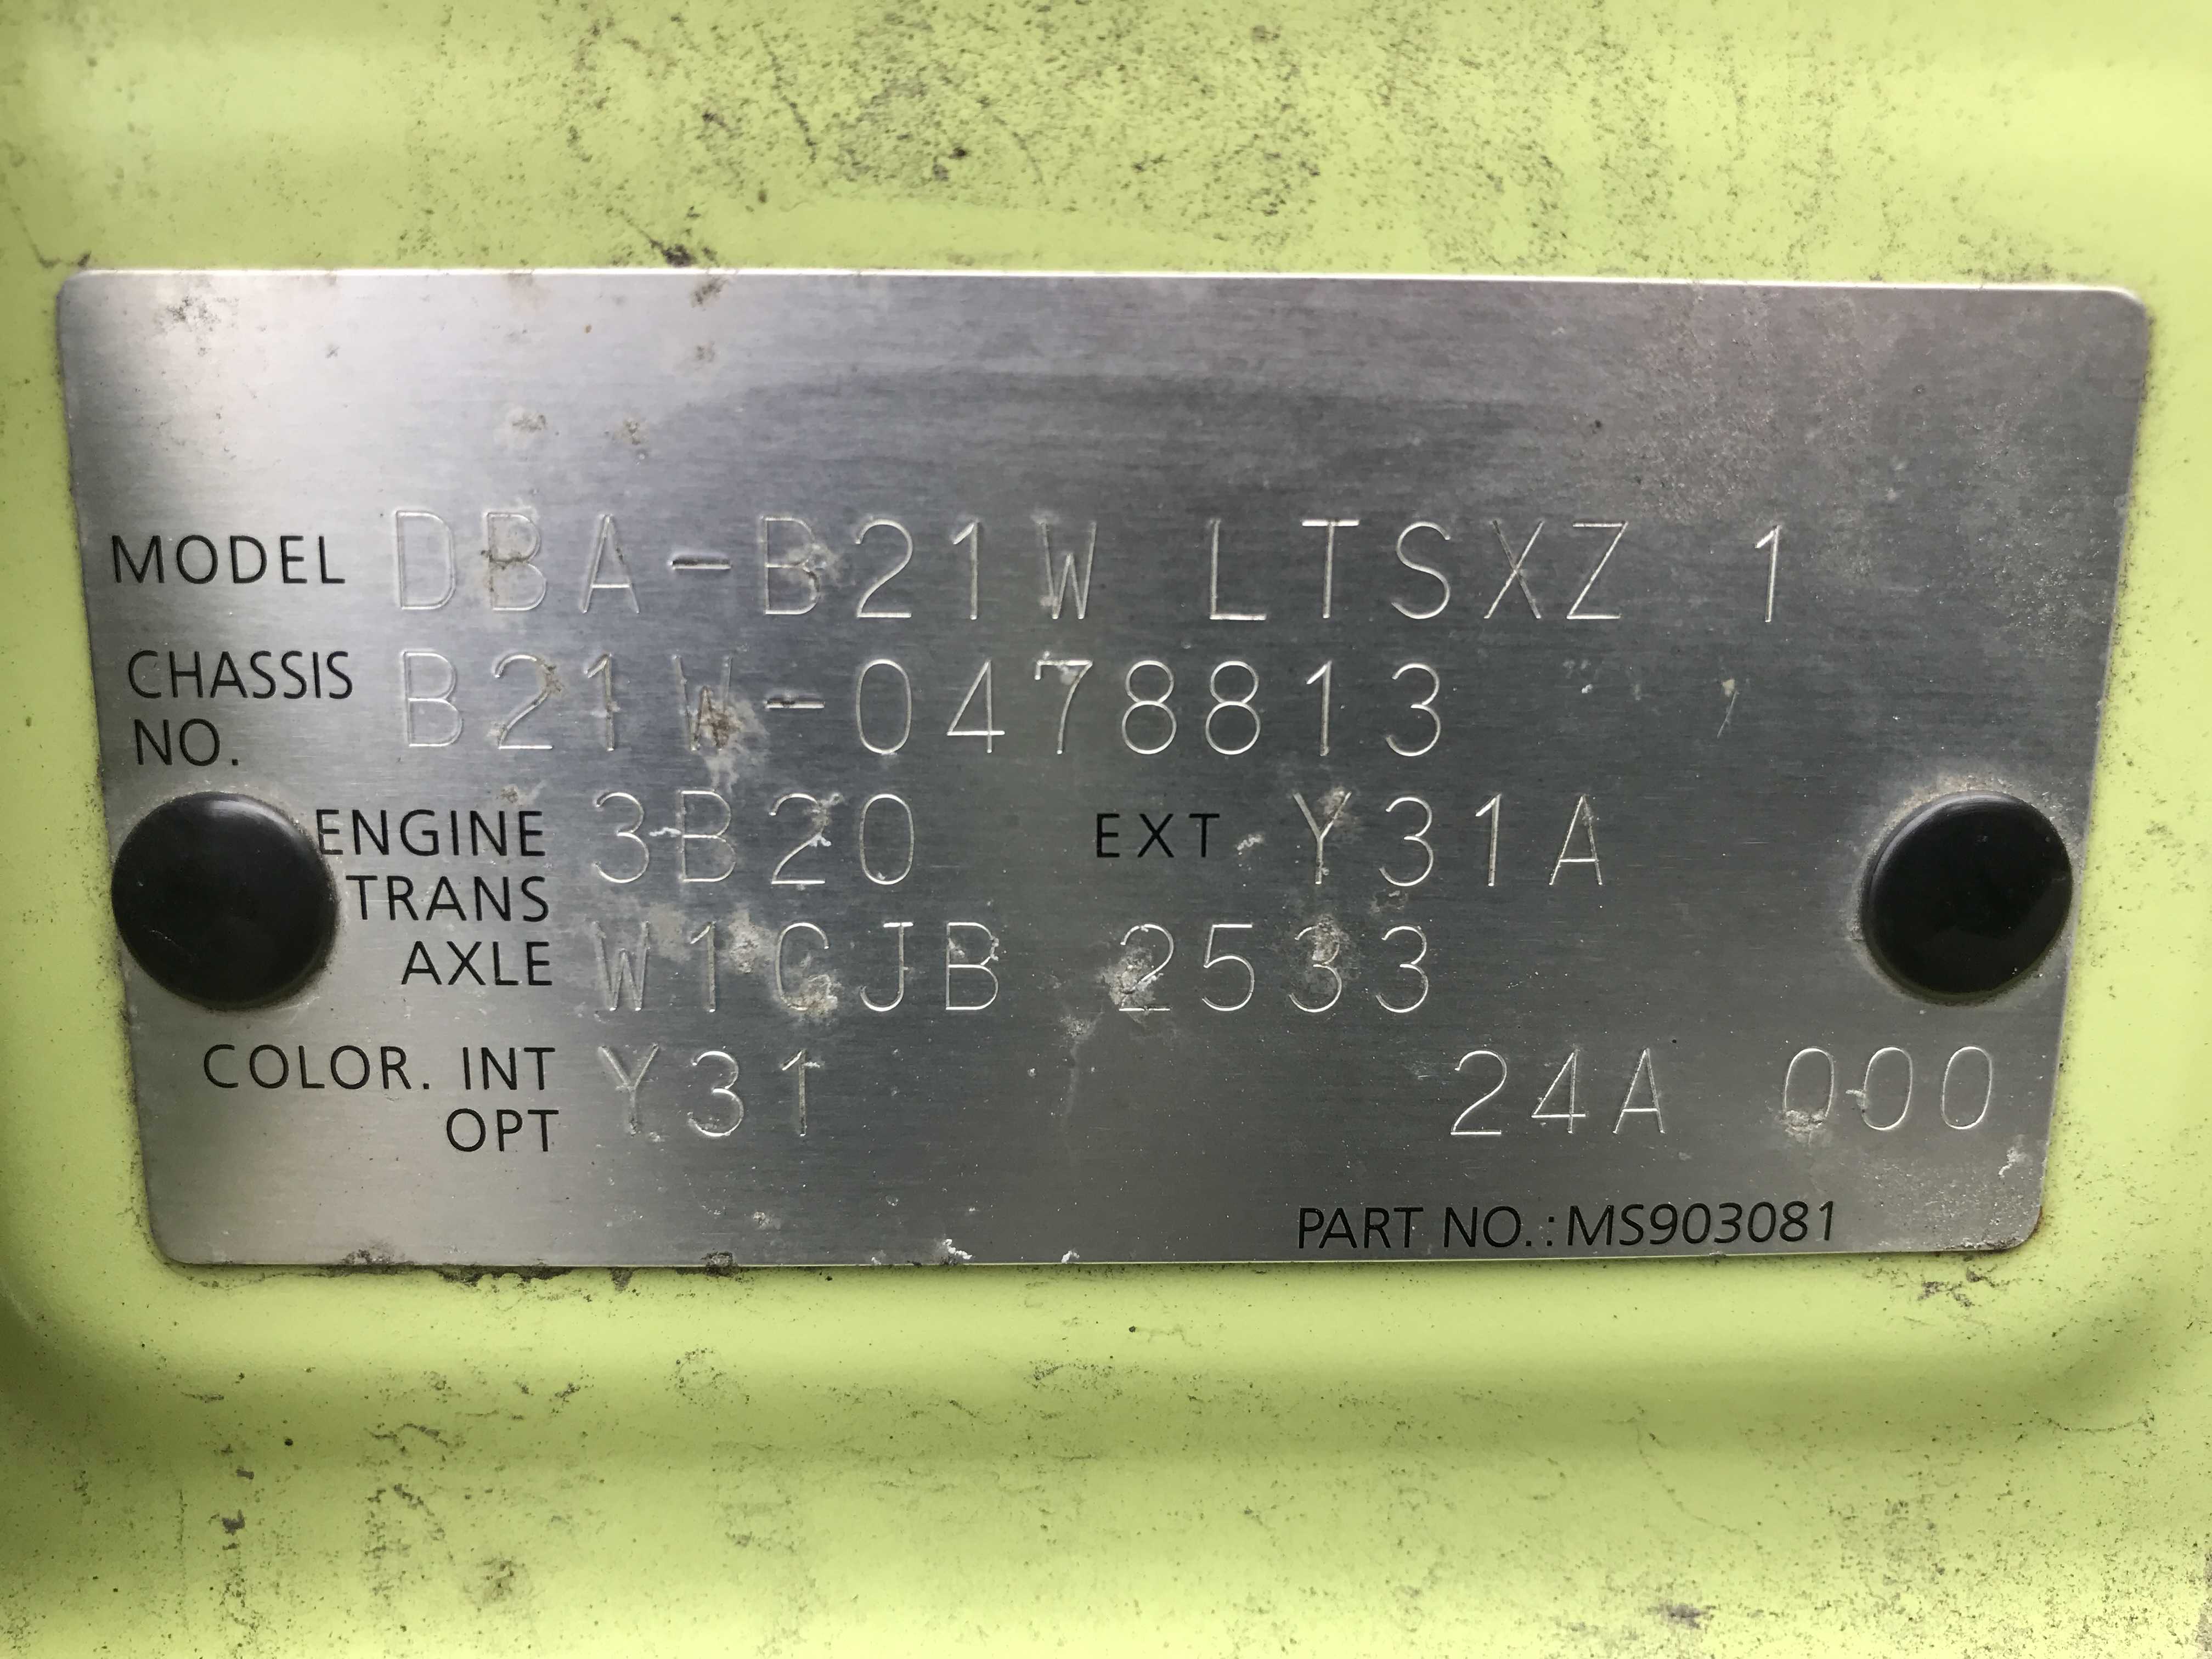 MODEL DBA-B21W LTSXZ 1
CHASSIS NO. B21W-0478813
ENGINE 3B20 EXT Y31A
TRANS AXLE W1CJB 2533
COLOR. INT OPT Y31 24A 000
PART NO.:MS903081